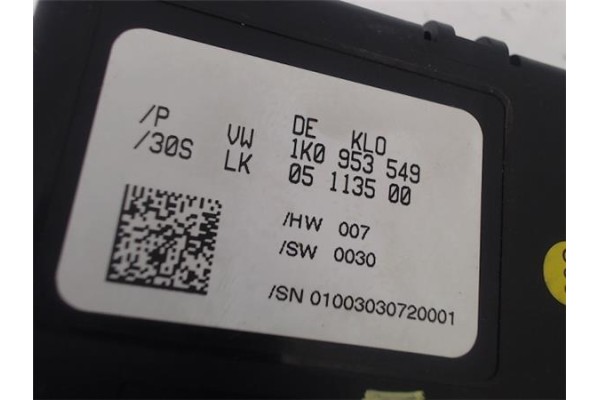 /P VW DE KLO
/30S LK 1K0 953 549
05 1135 00
/HW 007
/SW 0030
/SN 01003030720001